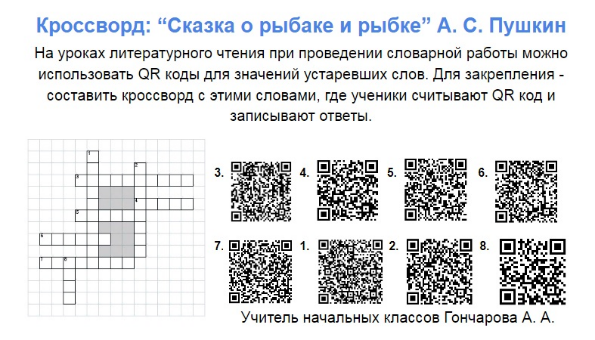 Кроссворд: “Сказка о рыбаке и рыбке” А. С. Пушкин
На уроках литературного чтения при проведении словарной работы можно
использовать QR коды для значений устаревших слов. Для закрепления -
составить кроссворд с этими словами, где ученики считывают QR код и
записывают ответы.
3. 4. 5. 6.
7. 1. 2. 8.
Учитель начальных классов Гончарова А. А.